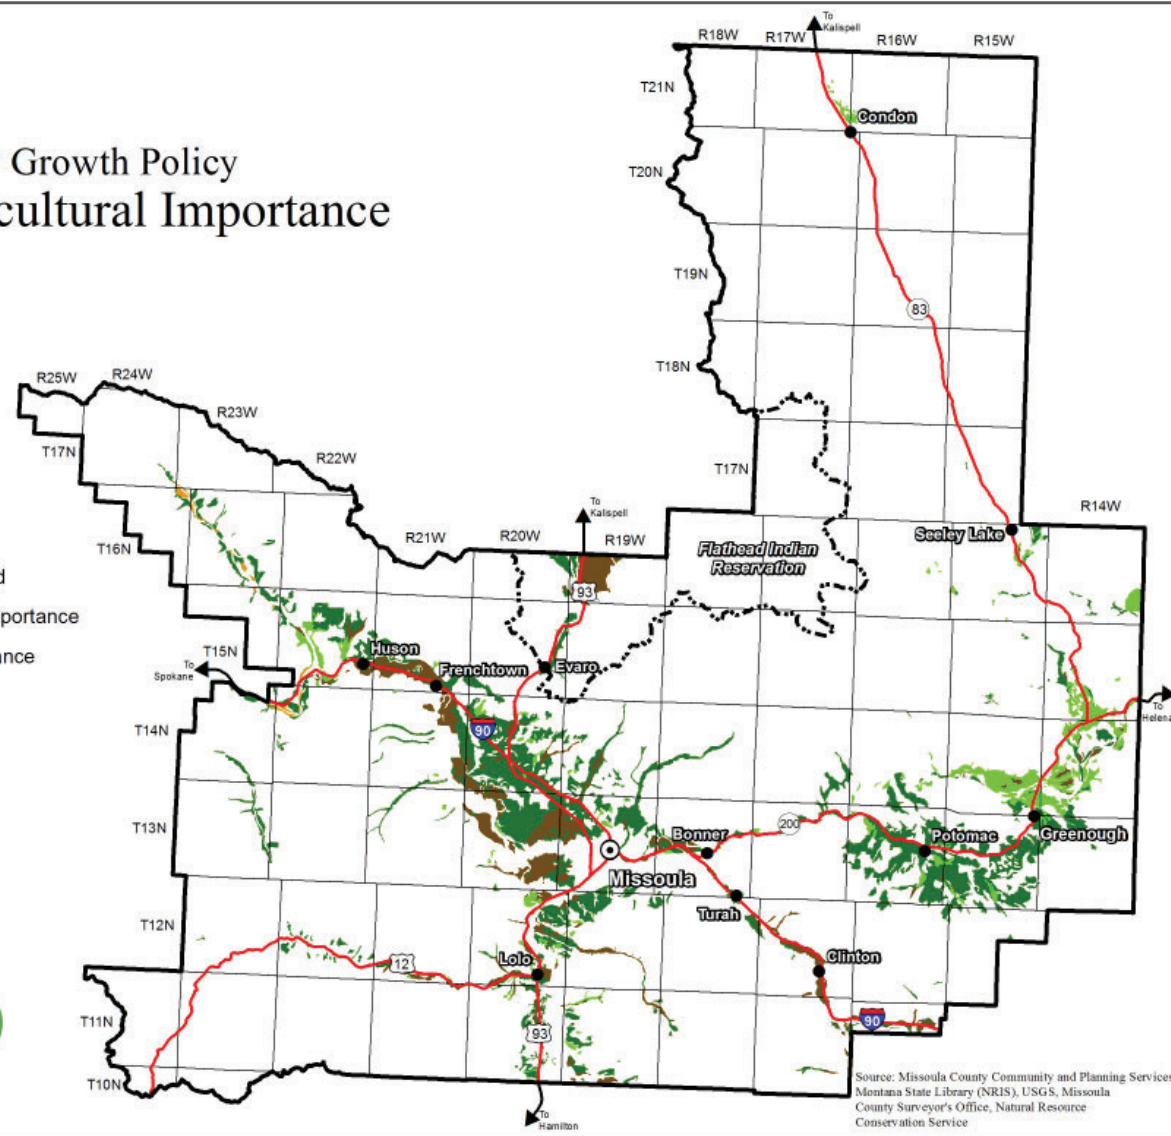 Growth Policy
cultural Importance
To
Kalispell
R18W
R17W
R16W
R15W
T21N
Condon
T20N
T19N
83
T18N
R25W
R24W
R23W
T17N
R22W
T17N
To
Kalispell
R14W
T16N
R21W
R20W
R19W
Seeley Lake
Flathead Indian
Reservation
d
93
portance
nce
T15N
To
Spokane
Huson
Frenchtown
Evaro
To
Helena
T14N
90
T13N
200
Bonner
Potomac
Greenough
Missoula
Turah
T12N
Lolo
12
Clinton
T11N
93
90
T10N
To
Hamilton
Source: Missoula County Community and Planning Services
Montana State Library (NRIS), USGS, Missoula
County Surveyor's Office, Natural Resource
Conservation Service